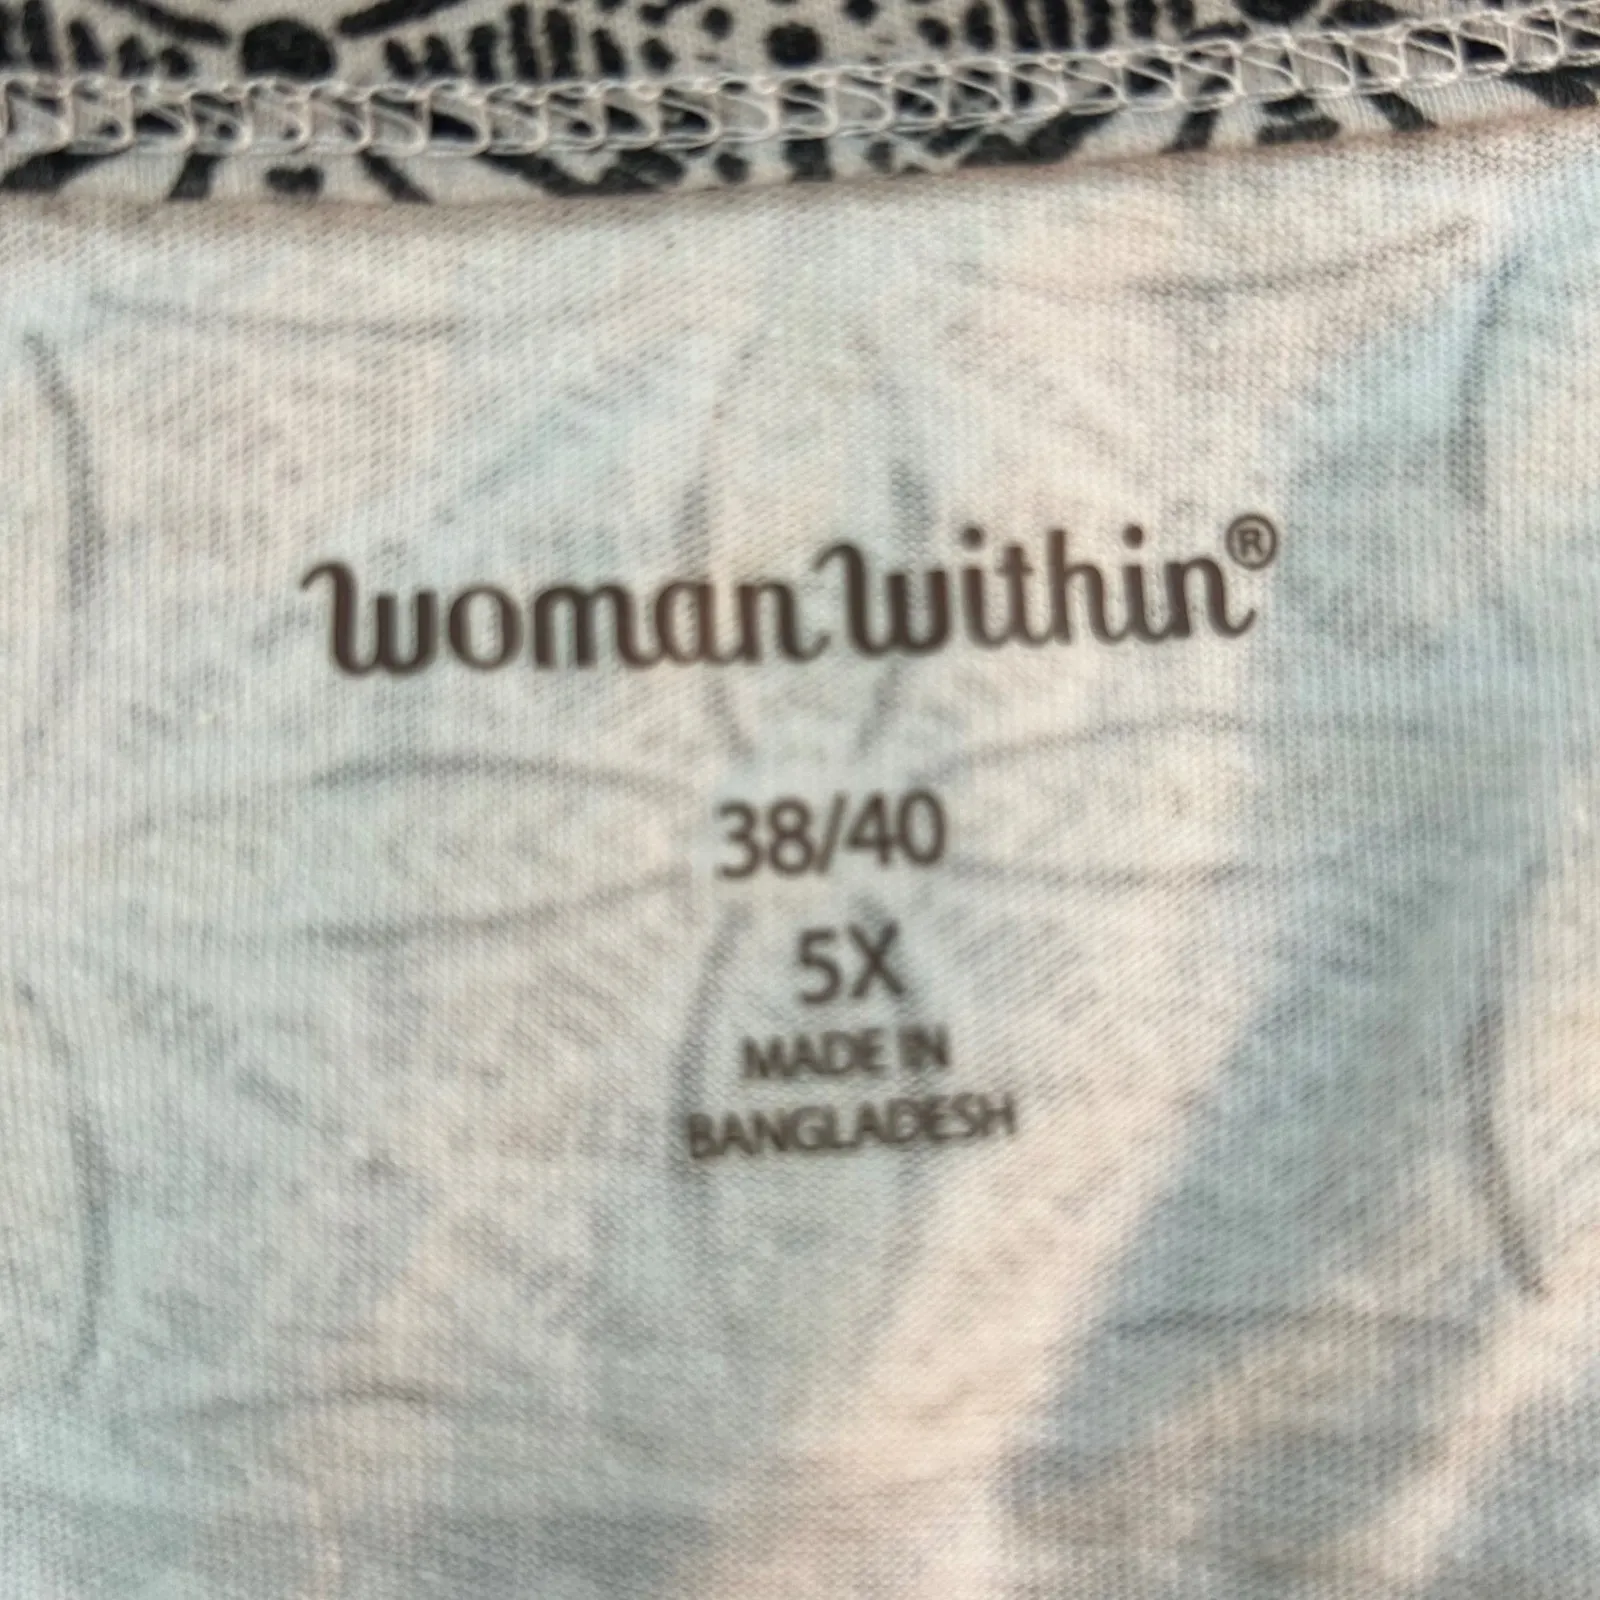 woman within®
38/40
5X
MADE IN
BANGLADESH